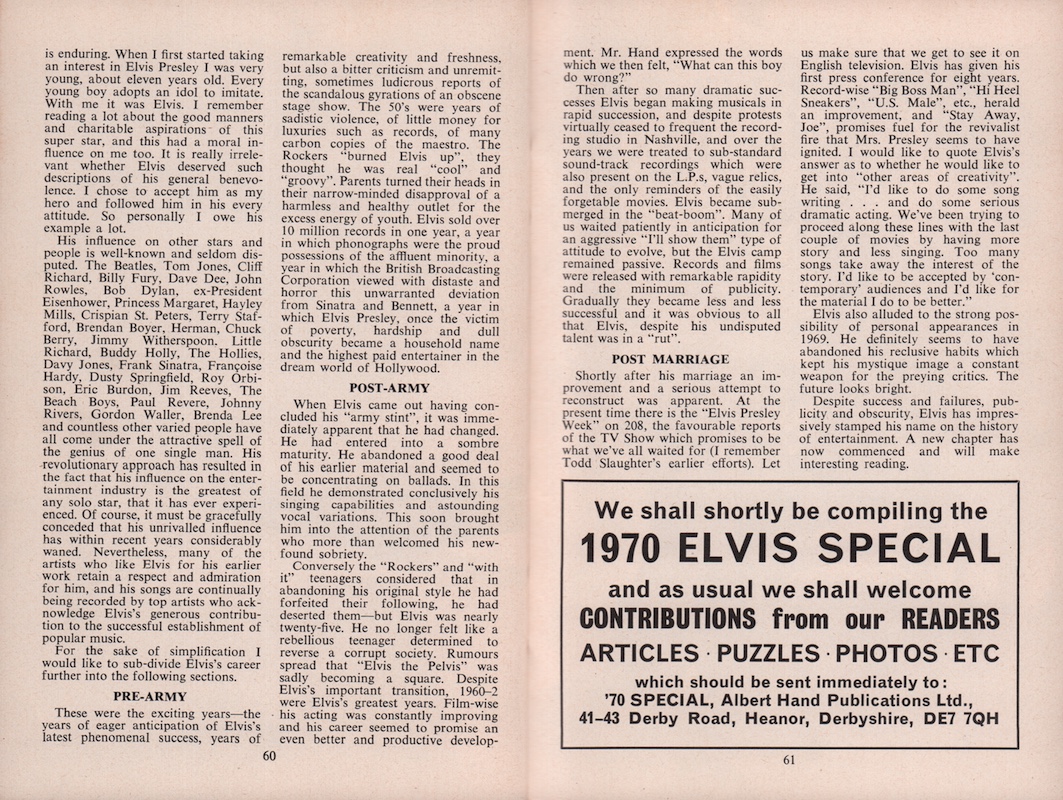 is enduring. When I first started taking
an interest in Elvis Presley I was very
young, about eleven years old. Every
young boy adopts an idol to imitate.
With me it was Elvis. I remember
reading a lot about the good manners
and charitable aspirations of this
super star, and this had a moral in-
fluence on me too. It is really irrele-
vant whether Elvis deserved such
descriptions of his general benevo-
lence. I chose to accept him as my
hero and followed him in his every
attitude. So personally I owe his
example a lot.
His influence on other stars and
people is well-known and seldom dis-
puted. The Beatles, Tom Jones, Cliff
Richard, Billy Fury, Dave Dee, John
Rowles, Bob Dylan, ex-President
Eisenhower, Princess Margaret, Hayley
Mills, Crispian St. Peters, Terry Staf-
ford, Brendan Boyer, Herman, Chuck
Berry, Jimmy Witherspoon. Little
Richard, Buddy Holly, The Hollies,
Davy Jones, Frank Sinatra, Françoise
Hardy, Dusty Springfield, Roy Orbi-
son, Eric Burdon, Jim Reeves, The
Beach Boys, Paul Revere, Johnny
Rivers, Gordon Waller, Brenda Lee
and countless other varied people have
all come under the attractive spell of
the genius of one single man. His
revolutionary approach has resulted in
the fact that his influence on the enter-
tainment industry is the greatest of
any solo star, that it has ever experi-
enced. Of course, it must be gracefully
conceded that his unrivalled influence
has within recent years considerably
waned. Nevertheless, many of the
artists who like Elvis for his earlier
work retain a respect and admiration
for him, and his songs are continually
being recorded by top artists who ack-
nowledge Elvis's generous contribu-
tion to the successful establishment of
popular music.
For the sake of simplification I
would like to sub-divide Elvis's career
further into the following sections.
PRE-ARMY
These were the exciting years—the
years of eager anticipation of Elvis's
latest phenomenal success, years of
remarkable creativity and freshness,
but also a bitter criticism and unremit-
ting, sometimes ludicrous reports of
the scandalous gyrations of an obscene
stage show. The 50's were years of
sadistic violence, of little money for
luxuries such as records, of many
carbon copies of the maestro. The
Rockers "burned Elvis up", they
thought he was real "cool" and
"groovy". Parents turned their heads in
their narrow-minded disapproval of a
harmless and healthy outlet for the
excess energy of youth. Elvis sold over
10 million records in one year, a year
in which phonographs were the proud
possessions of the affluent minority, a
year in which the British Broadcasting
Corporation viewed with distaste and
horror this unwarranted deviation
from Sinatra and Bennett, a year in
which Elvis Presley, once the victim
of poverty, hardship and dull
obscurity became a household name
and the highest paid entertainer in the
dream world of Hollywood.
POST-ARMY
When Elvis came out having con-
cluded his "army stint", it was imme-
diately apparent that he had changed.
He had entered into a sombre
maturity. He abandoned a good deal
of his earlier material and seemed to
be concentrating on ballads. In this
field he demonstrated conclusively his
singing capabilities and astounding
vocal variations. This soon brought
him into the attention of the parents
who more than welcomed his new-
found sobriety.
Conversely the "Rockers" and "with
it" teenagers considered that in
abandoning his original style he had
forfeited their following, he had
deserted them—but Elvis was nearly
twenty-five. He no longer felt like a
rebellious teenager determined to
reverse a corrupt society. Rumours
spread that "Elvis the Pelvis" was
sadly becoming a square. Despite
Elvis's important transition, 1960–2
were Elvis's greatest years. Film-wise
his acting was constantly improving
and his career seemed to promise an
even better and productive develop-
60
ment. Mr. Hand expressed the words
which we then felt, "What can this boy
do wrong?"
Then after so many dramatic suc-
cesses Elvis began making musicals in
rapid succession, and despite protests
virtually ceased to frequent the record-
ing studio in Nashville, and over the
years we were treated to sub-standard
sound-track recordings which were
also present on the L.P.s, vague relics,
and the only reminders of the easily
forgetable movies. Elvis became sub-
merged in the "beat-boom". Many of
us waited patiently in anticipation for
an aggressive "I'll show them" type of
attitude to evolve, but the Elvis camp
remained passive. Records and films
were released with remarkable rapidity
and the minimum of publicity.
Gradually they became less and less
successful and it was obvious to all
that Elvis, despite his undisputed
talent was in a "rut".
POST MARRIAGE
Shortly after his marriage an im-
provement and a serious attempt to
reconstruct was apparent. At the
present time there is the "Elvis Presley
Week" on 208, the favourable reports
of the TV Show which promises to be
what we've all waited for (I remember
Todd Slaughter's earlier efforts). Let
us make sure that we get to see it on
English television. Elvis has given his
first press conference for eight years.
Record-wise "Big Boss Man", "Hi Heel
Sneakers", "U.S. Male", etc., herald
an improvement, and "Stay Away,
Joe", promises fuel for the revivalist
fire that Mrs. Presley seems to have
ignited. I would like to quote Elvis's
answer as to whether he would like to
get into "other areas of creativity".
He said, "I'd like to do some song
writing . . . and do some serious
dramatic acting. We've been trying to
proceed along these lines with the last
couple of movies by having more
story and less singing. Too many
songs take away the interest of the
story. I'd like to be accepted by 'con-
temporary' audiences and I'd like for
the material I do to be better."
Elvis also alluded to the strong pos-
sibility of personal appearances in
1969. He definitely seems to have
abandoned his reclusive habits which
kept his mystique image a constant
weapon for the preying critics. The
future looks bright.
Despite success and failures, pub-
licity and obscurity, Elvis has impres-
sively stamped his name on the history
of entertainment. A new chapter has
now commenced and will make
interesting reading.
We shall shortly be compiling the
1970 ELVIS SPECIAL
and as usual we shall welcome
CONTRIBUTIONS from our READERS
ARTICLES · PUZZLES · PHOTOS · ETC
which should be sent immediately to:
'70 SPECIAL, Albert Hand Publications Ltd.,
41–43 Derby Road, Heanor, Derbyshire, DE7 7QH
61